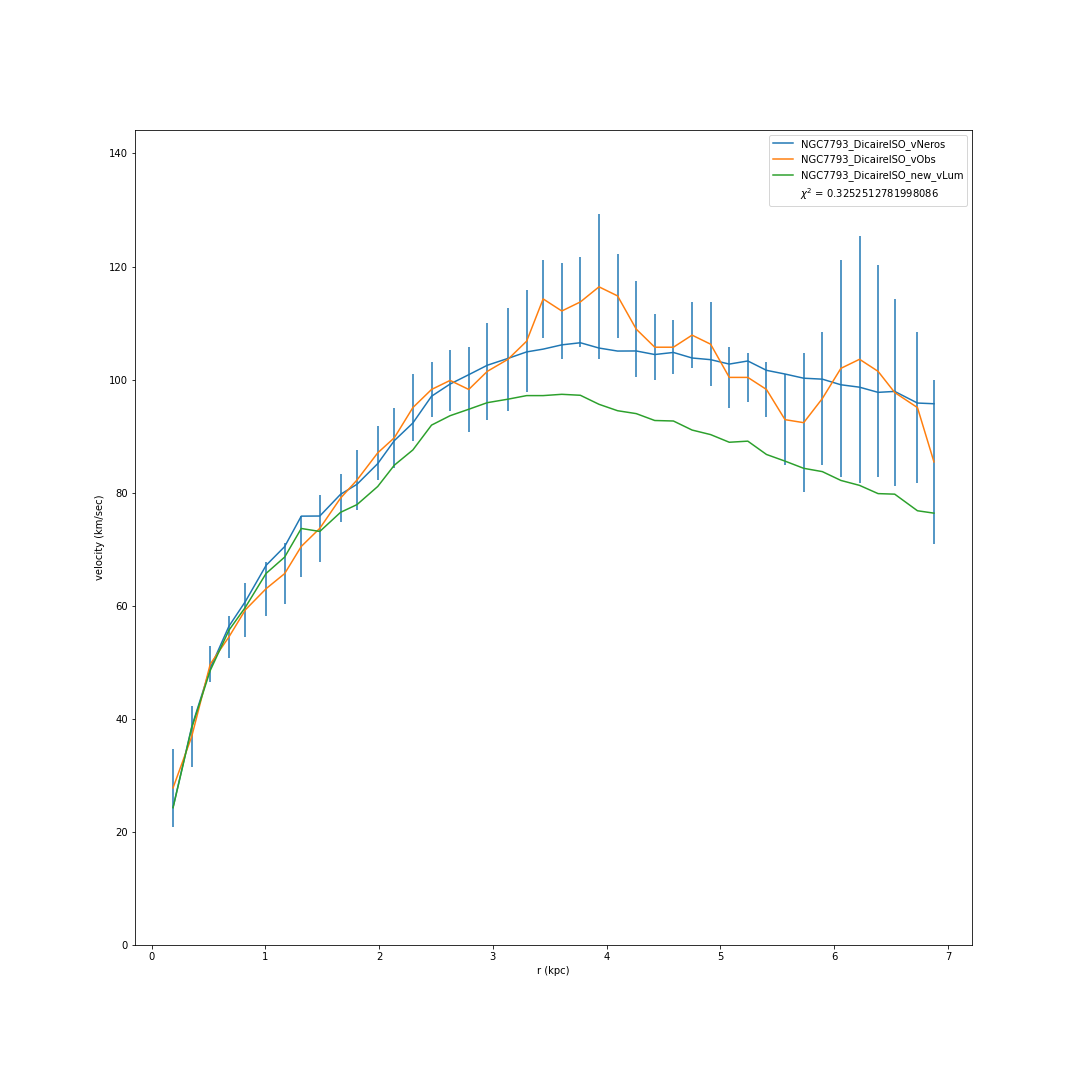 NGC7793_DicaireISO_vNeros
NGC7793_DicaireISO_vObs
NGC7793_DicaireISO_new_vLum
χ² = 0.3252512781998086
140
120
100
80
60
40
20
0
velocity (km/sec)
0 1 2 3 4 5 6 7
r (kpc)